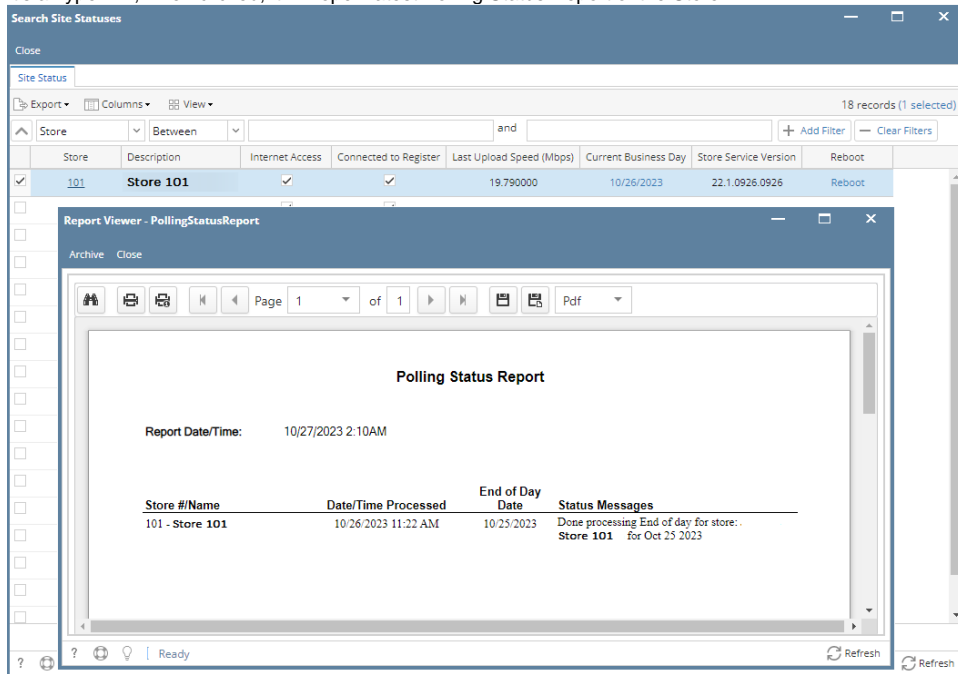 Search Site Statuses
Close
Site Status
Export Columns View 18 records (1 selected)
Store Between and Add Filter Clear Filters
Store Description Internet Access Connected to Register Last Upload Speed (Mbps) Current Business Day Store Service Version Reboot
101 Store 101 19.790000 10/26/2023 22.1.0926.0926 Reboot
Report Viewer - PollingStatusReport
Archive Close
Page 1 of 1 Pdf
Polling Status Report
Report Date/Time: 10/27/2023 2:10AM
End of Day
Store #/Name Date/Time Processed Date Status Messages
101 - Store 101 10/26/2023 11:22 AM 10/25/2023 Done processing End of day for store: .
Store 101 for Oct 25 2023
? Ready Refresh
? Refresh